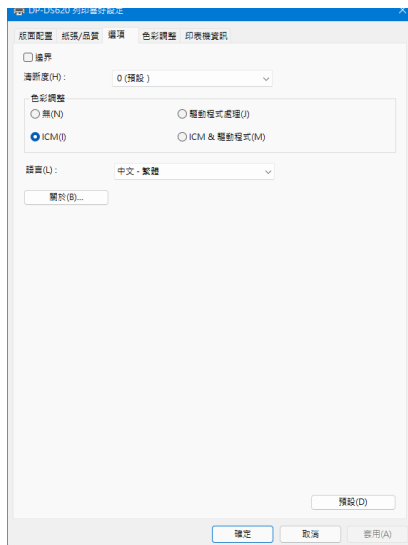 DP-DS620 列印喜好設定
版面配置 紙張/品質 選項 色彩調整 印表機資訊
邊界
清晰度(H) : 0 (預設 )
色彩調整
無(N) 驅動程式處理(J)
ICM(I) ICM & 驅動程式(M)
語言(L) : 中文 - 繁體
關於(B)...
預設(D)
確定 取消 套用(A)